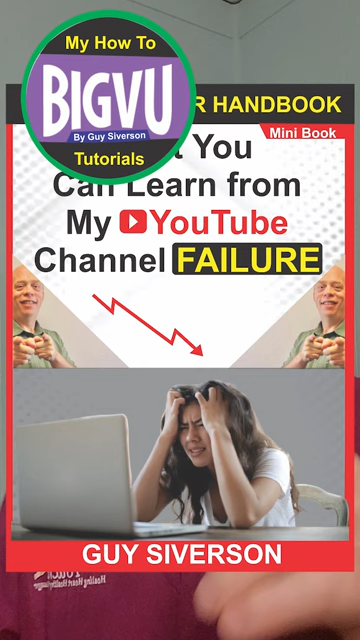 My How To
BIGVU
By Guy Siverson
Tutorials
HANDBOOK
Mini Book
You
Can Learn from
My YouTube
Channel FAILURE
GUY SIVERSON